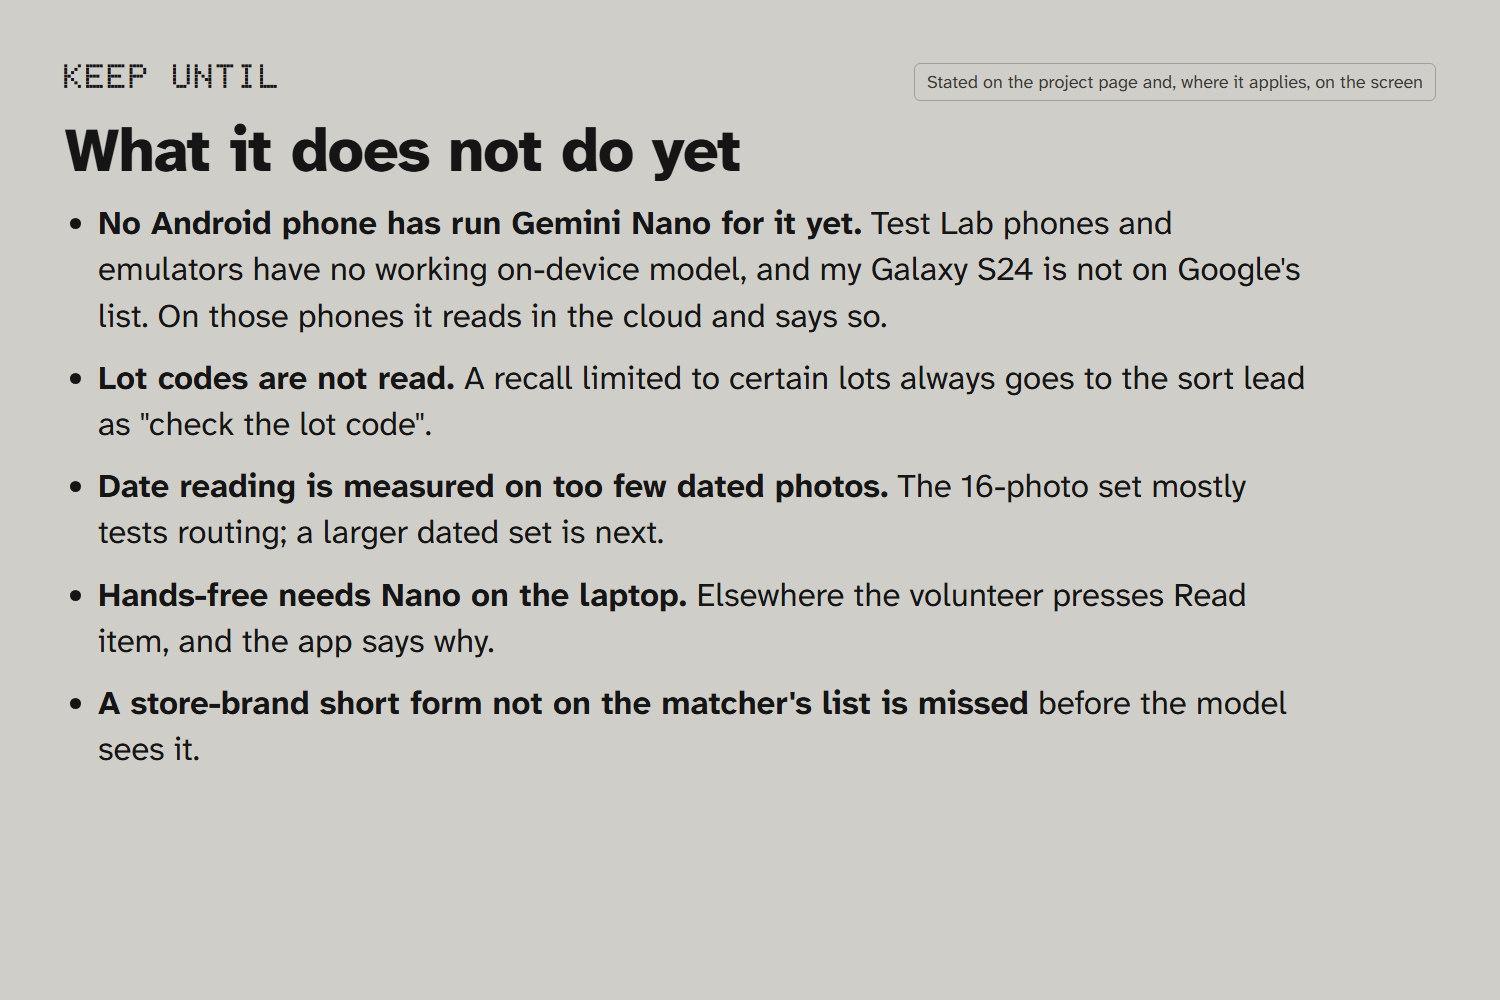 KEEP UNTIL
Stated on the project page and, where it applies, on the screen
What it does not do yet
• No Android phone has run Gemini Nano for it yet. Test Lab phones and
emulators have no working on-device model, and my Galaxy S24 is not on Google's
list. On those phones it reads in the cloud and says so.
• Lot codes are not read. A recall limited to certain lots always goes to the sort lead
as "check the lot code".
• Date reading is measured on too few dated photos. The 16-photo set mostly
tests routing; a larger dated set is next.
• Hands-free needs Nano on the laptop. Elsewhere the volunteer presses Read
item, and the app says why.
• A store-brand short form not on the matcher's list is missed before the model
sees it.